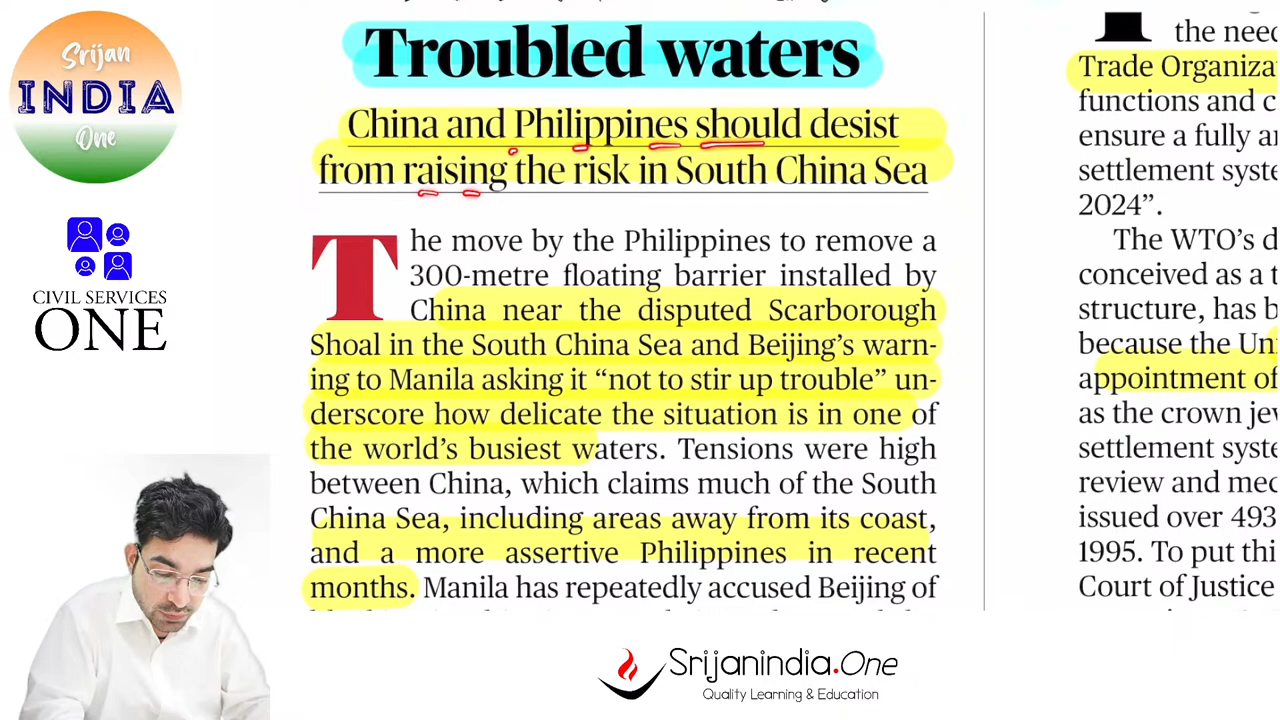 Srijan
INDIA
One
CIVIL SERVICES
ONE
Troubled waters
China and Philippines should desist
from raising the risk in South China Sea
The move by the Philippines to remove a
300-metre floating barrier installed by
China near the disputed Scarborough
Shoal in the South China Sea and Beijing's warn-
ing to Manila asking it “not to stir up trouble” un-
derscore how delicate the situation is in one of
the world's busiest waters. Tensions were high
between China, which claims much of the South
China Sea, including areas away from its coast,
and a more assertive Philippines in recent
months. Manila has repeatedly accused Beijing of
the need
Trade Organiza
functions and c
ensure a fully a
settlement syste
2024”.
The WTO's d
conceived as a t
structure, has b
because the Un
appointment of
as the crown je
settlement syste
review and mec
issued over 493
1995. To put thi
Court of Justice
Srijanindia.One
Quality Learning & Education